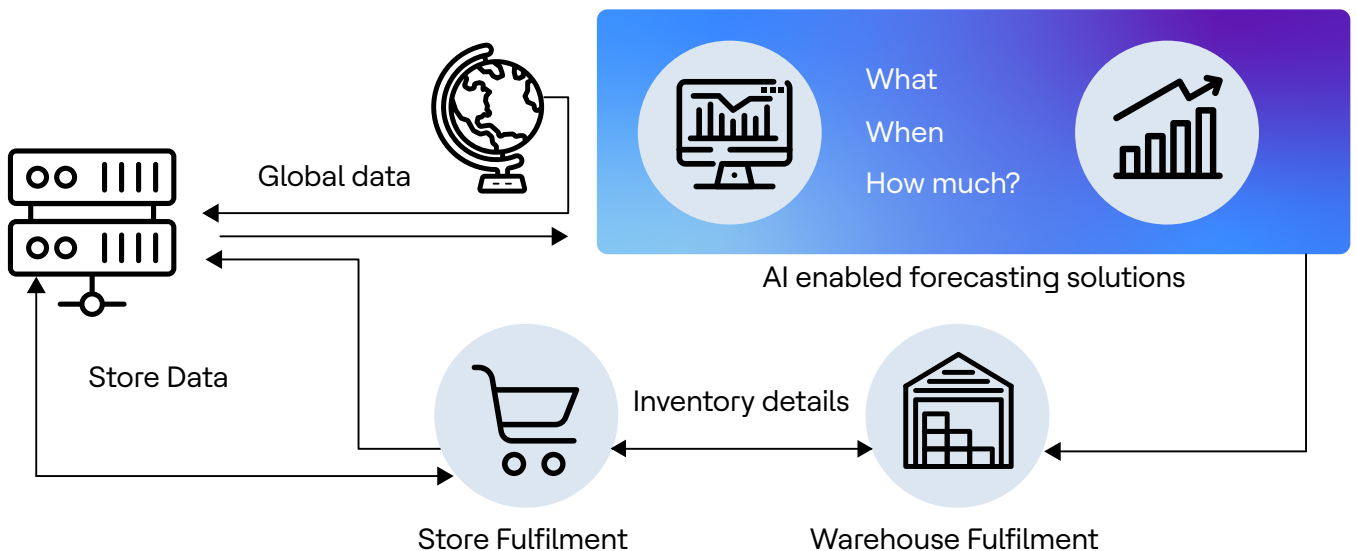 What
When
How much?
Global data
AI enabled forecasting solutions
Store Data
Inventory details
Store Fulfilment
Warehouse Fulfilment